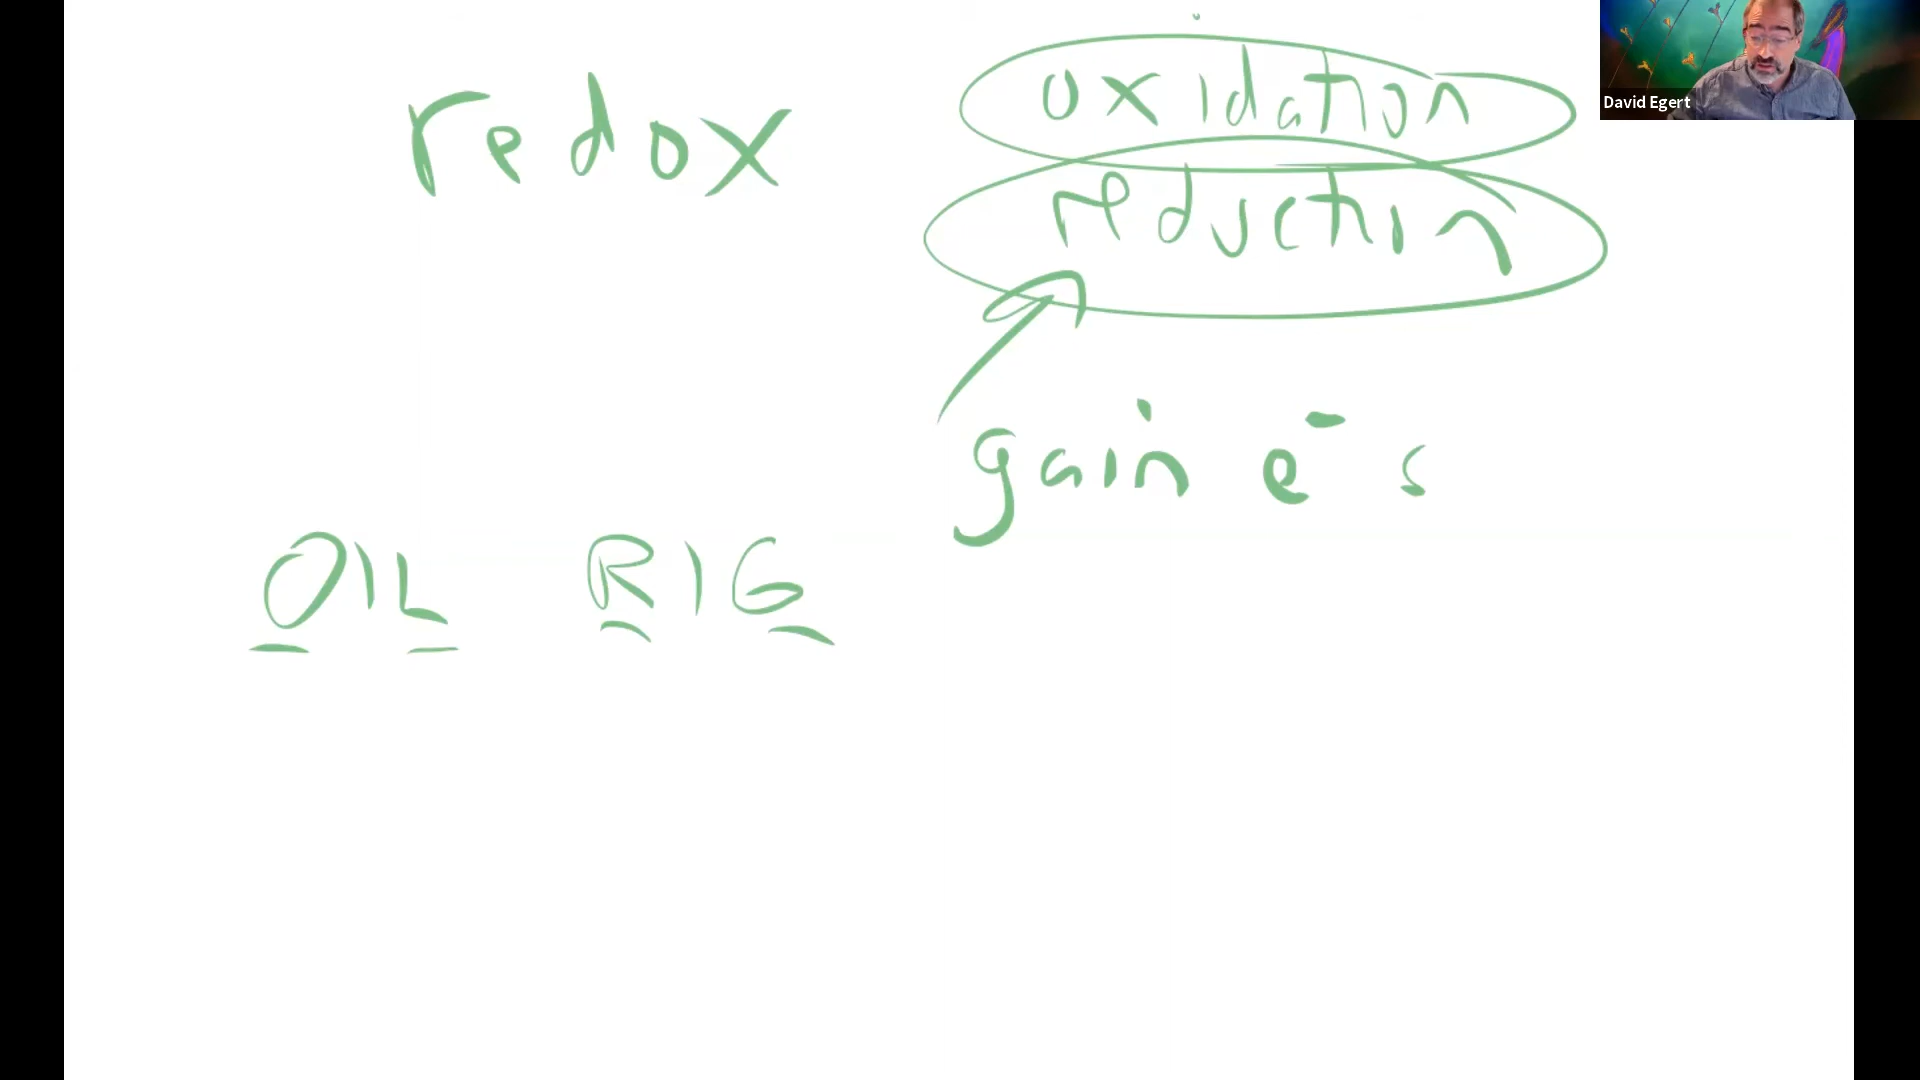 redox
oxidation
reduction
gain e⁻s
OIL RIG
David Egert